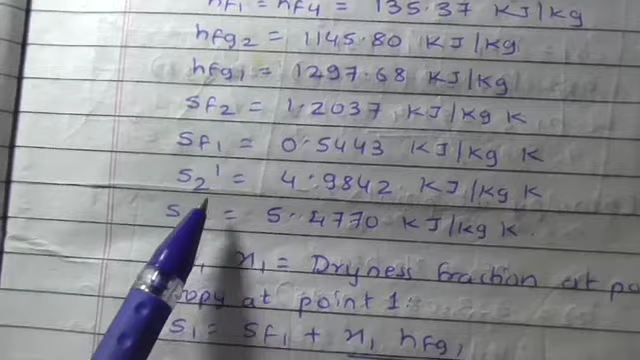 hf1 = hf4 = 135.37 KJ/kg
hfg2 = 1145.80 KJ/kg
hfg1 = 1297.68 KJ/kg
Sf2 = 1.2037 KJ/kg K
Sf1 = 0.5443 KJ/kg K
S2' = 4.9842 KJ/kg K
= 5.4770 KJ/kg K.
x1 = Dryness fraction at
at point 1.
S1 = Sf1 + x1 hfg1